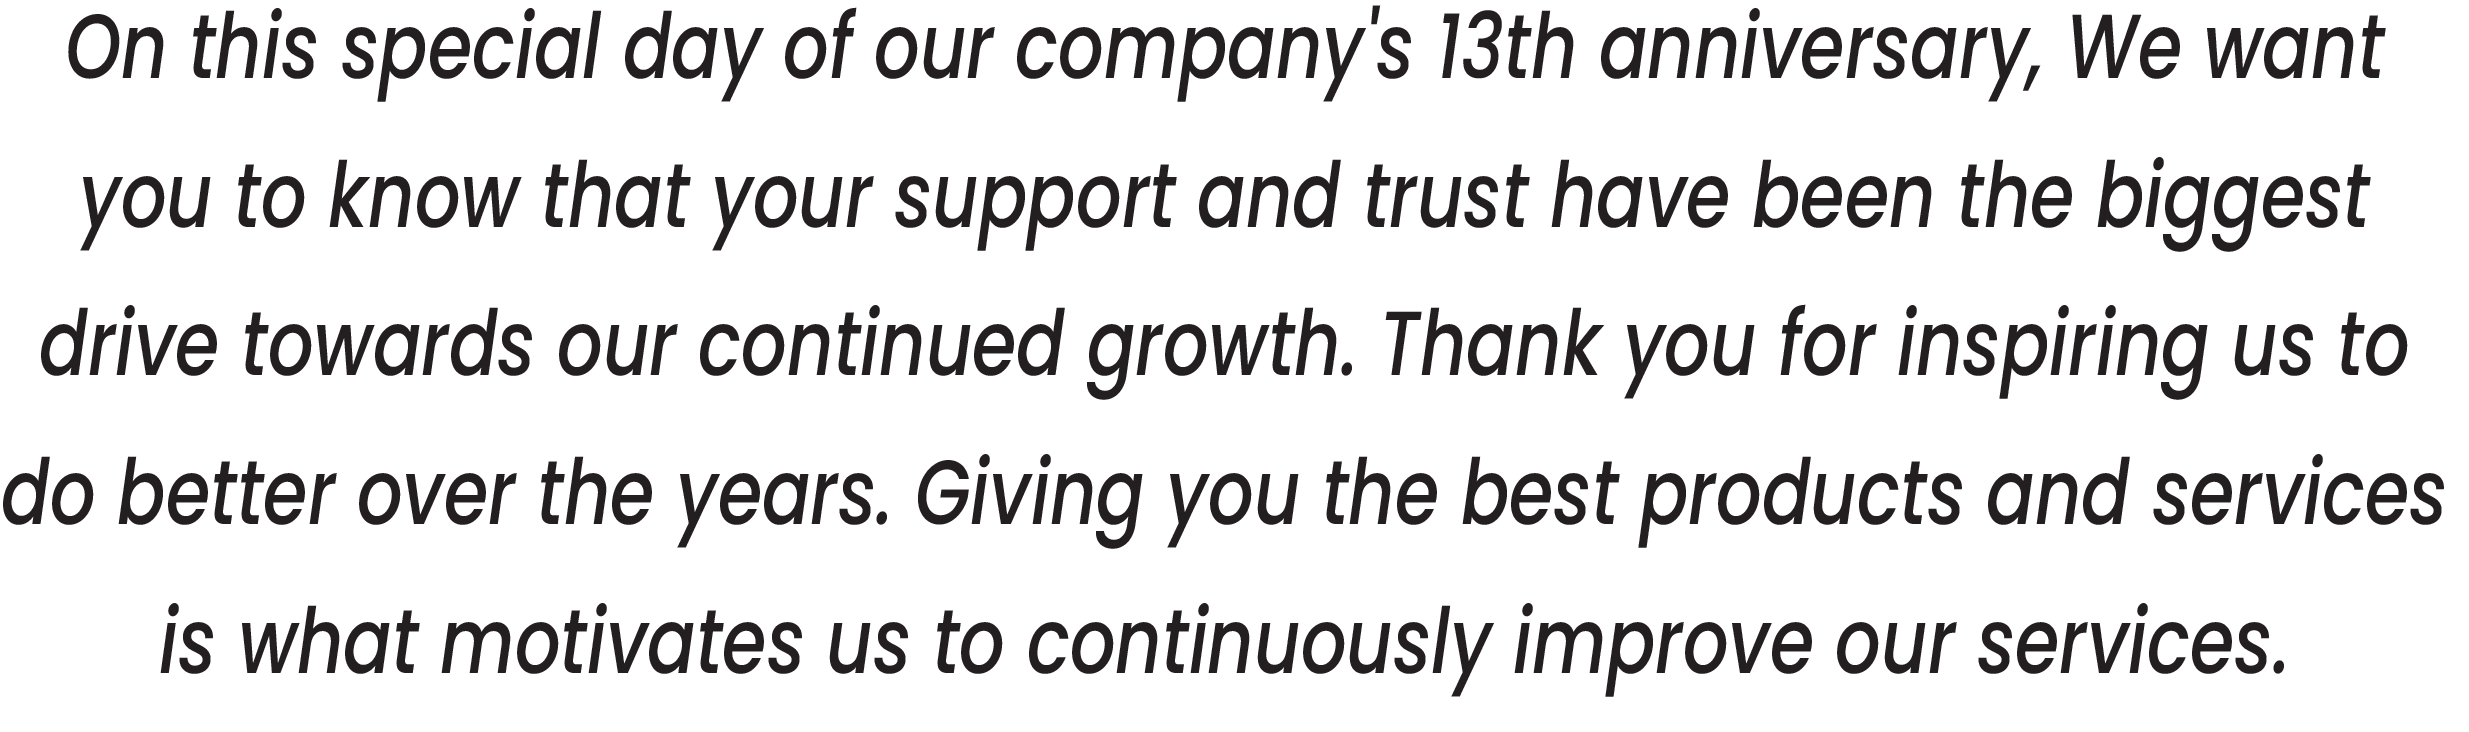 On this special day of our company's 13th anniversary, We want
you to know that your support and trust have been the biggest
drive towards our continued growth. Thank you for inspiring us to
do better over the years. Giving you the best products and services
is what motivates us to continuously improve our services.